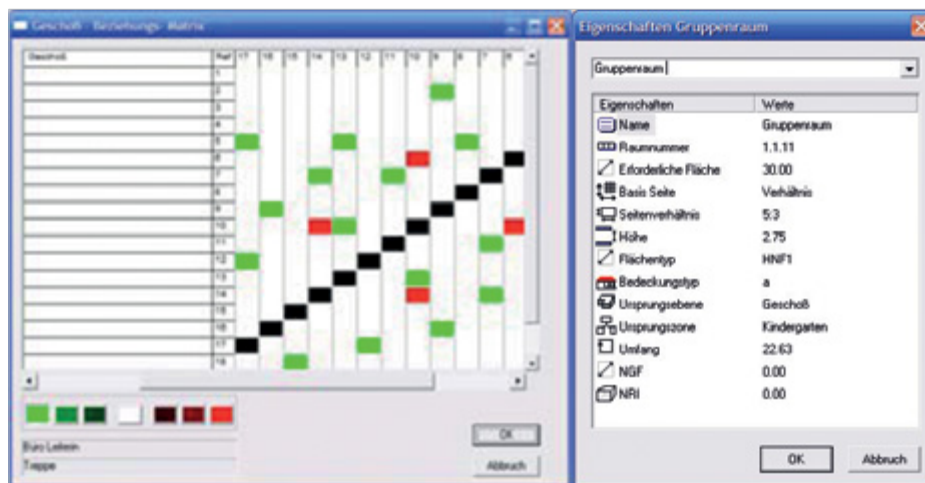 Geschoß - Beziehungs- Matrix
Geschoß Ref 17 16 15 14 13 12 11 10 9 8 7 6
1
2
3
4
5
6
7
8
9
10
11
12
13
14
15
16
17
18
Büro Leiterin
Treppe
OK
Abbruch
Eigenschaften Gruppenraum
Gruppenraum
Eigenschaften Werte
Name Gruppenraum
Raumnummer 1.1.11
Erforderliche Fläche 30.00
Basis Seite Verhältnis
Seitenverhältnis 5:3
Höhe 2.75
Flächentyp HNF1
Bedeckungstyp a
Ursprungsebene Geschoß
Ursprungszone Kindergarten
Umfang 22.63
NGF 0.00
NRI 0.00
OK Abbruch